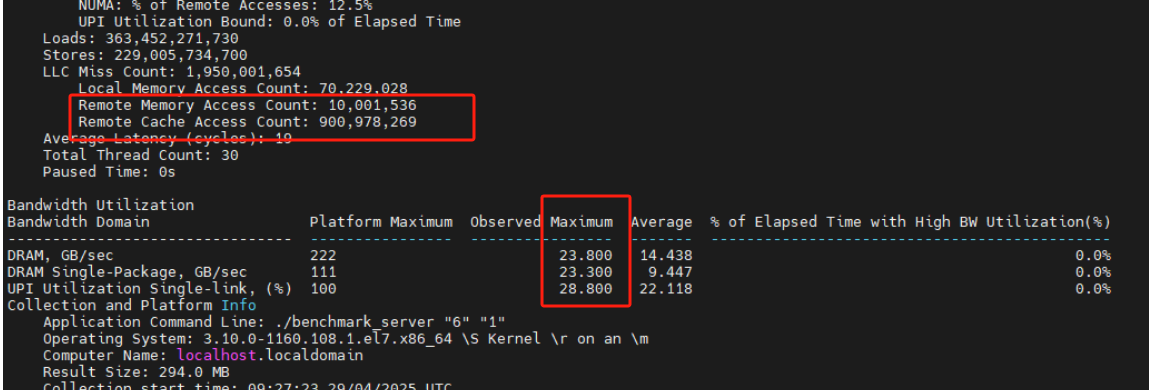 NUMA: % of Remote Accesses: 12.5%
UPI Utilization Bound: 0.0% of Elapsed Time
Loads: 363,452,271,730
Stores: 229,005,734,700
LLC Miss Count: 1,950,001,654
Local Memory Access Count: 70,229,028
Remote Memory Access Count: 10,001,536
Remote Cache Access Count: 900,978,269
Average Latency (cycles): 19
Total Thread Count: 30
Paused Time: 0s
Bandwidth Utilization
Bandwidth Domain Platform Maximum Observed Maximum Average % of Elapsed Time with High BW Utilization(%)
-------------------------------- ---------------- ---------------- ------- ---------------------------------------------
DRAM, GB/sec 222 23.800 14.438 0.0%
DRAM Single-Package, GB/sec 111 23.300 9.447 0.0%
UPI Utilization Single-link, (%) 100 28.800 22.118 0.0%
Collection and Platform Info
Application Command Line: ./benchmark_server "6" "1"
Operating System: 3.10.0-1160.108.1.el7.x86_64 \S Kernel \r on an \m
Computer Name: localhost.localdomain
Result Size: 294.0 MB
Collection start time: 09:27:23 29/04/2025 UTC